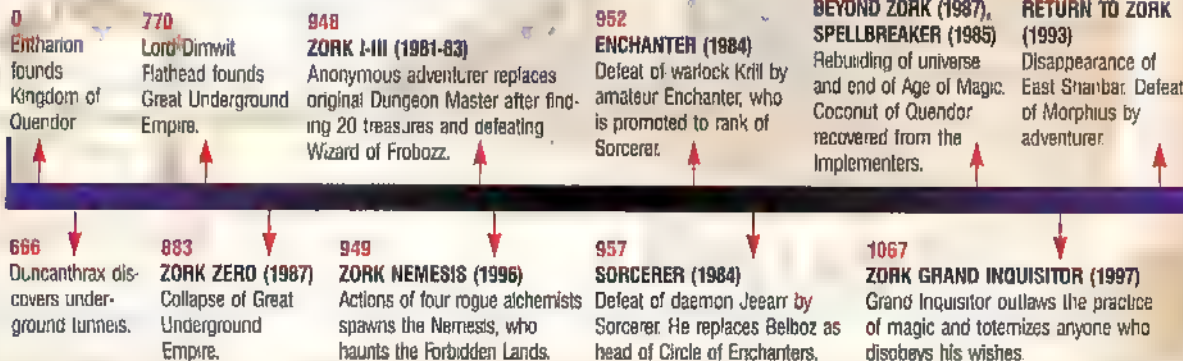 0
Entharion
founds
Kingdom of
Quendor
770
Lord Dimwit
Flathead founds
Great Underground
Empire.
948
ZORK I-III (1981-83)
Anonymous adventurer replaces
original Dungeon Master after find-
ing 20 treasures and defeating
Wizard of Frobozz.
952
ENCHANTER (1984)
Defeat of warlock Krill by
amateur Enchanter, who
is promoted to rank of
Sorcerer.
BEYOND ZORK (1987),
SPELLBREAKER (1985)
Rebuilding of universe
and end of Age of Magic.
Coconut of Quendor
recovered from the
Implementers.
RETURN TO ZORK
(1993)
Disappearance of
East Shanbar. Defeat
of Morphius by
adventurer.
666
Duncanthrax dis-
covers under-
ground tunnels.
883
ZORK ZERO (1987)
Collapse of Great
Underground
Empire.
949
ZORK NEMESIS (1996)
Actions of four rogue alchemists
spawns the Nemesis, who
haunts the Forbidden Lands.
957
SORCERER (1984)
Defeat of daemon Jeearr by
Sorcerer. He replaces Belboz as
head of Circle of Enchanters.
1067
ZORK GRAND INQUISITOR (1997)
Grand Inquisitor outlaws the practice
of magic and totemizes anyone who
disobeys his wishes.